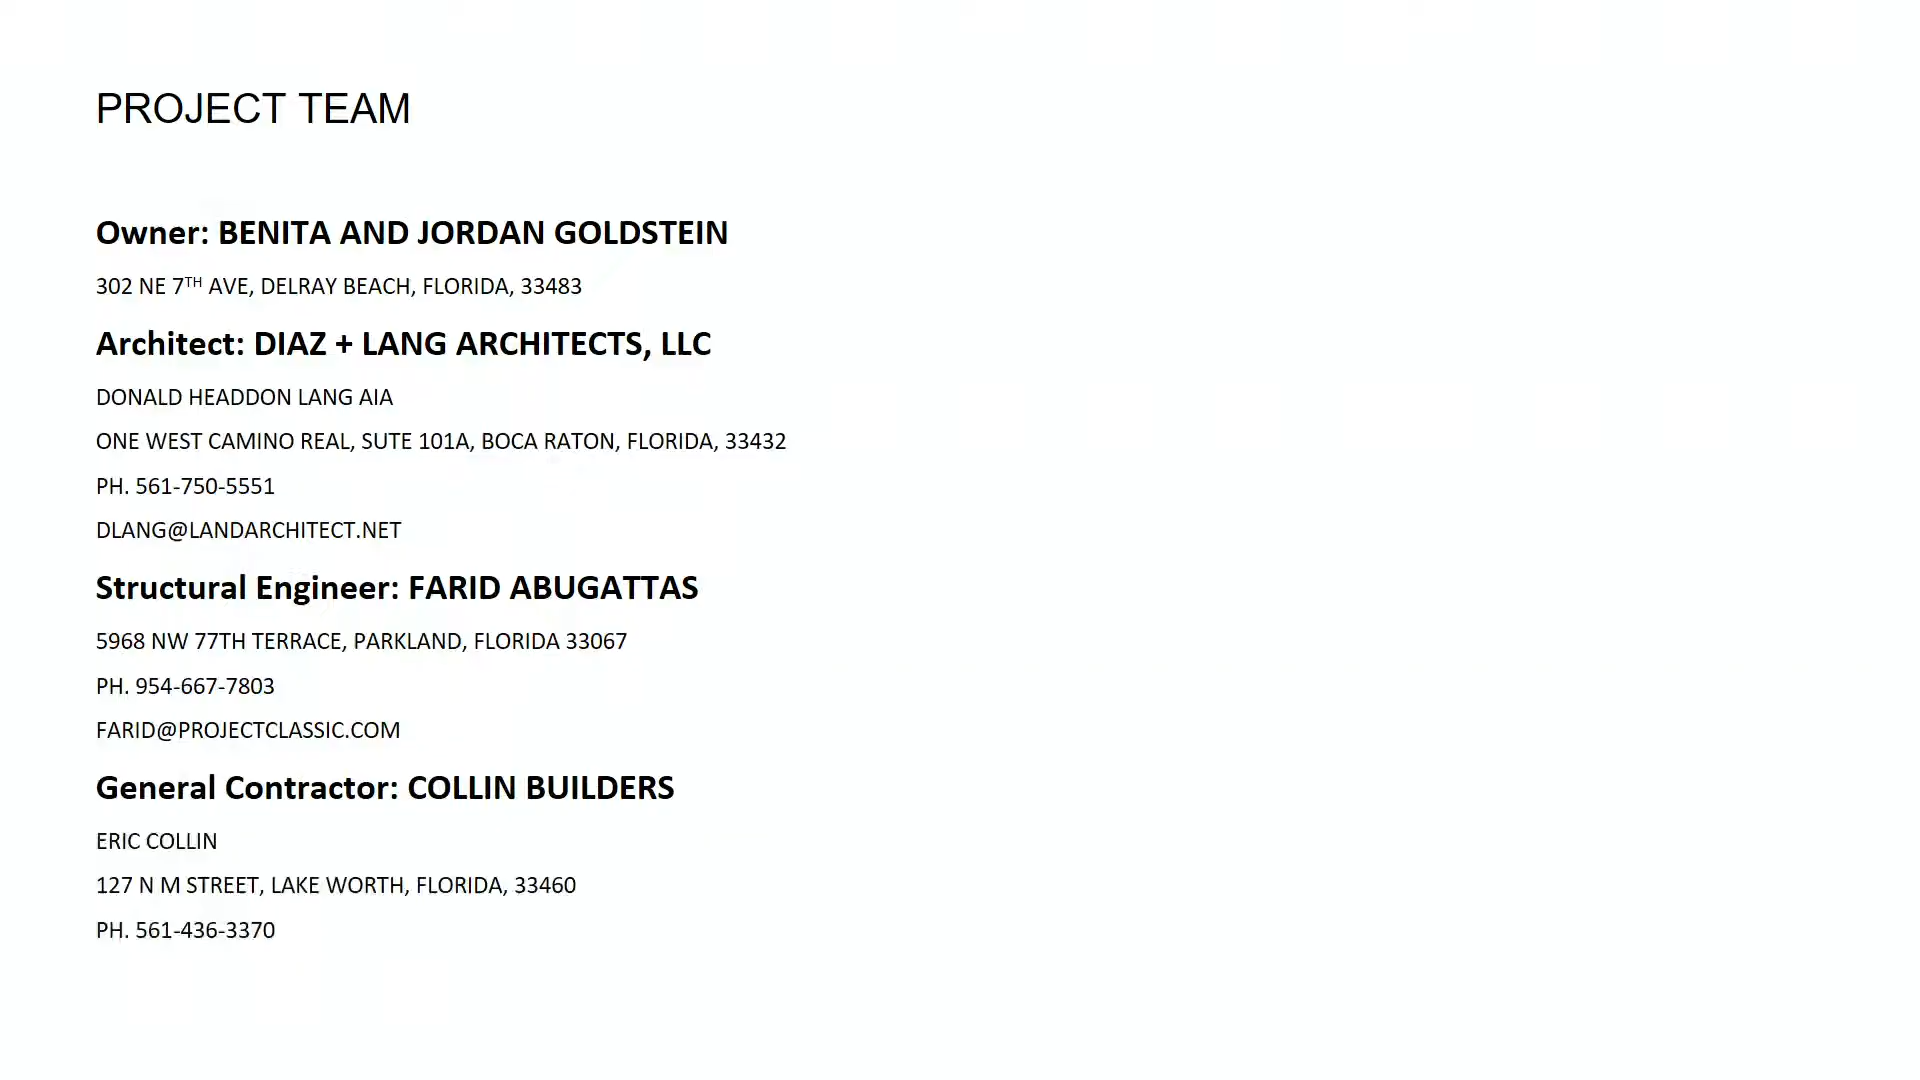 PROJECT TEAM
Owner: BENITA AND JORDAN GOLDSTEIN
302 NE 7TH AVE, DELRAY BEACH, FLORIDA, 33483
Architect: DIAZ + LANG ARCHITECTS, LLC
DONALD HEADDON LANG AIA
ONE WEST CAMINO REAL, SUTE 101A, BOCA RATON, FLORIDA, 33432
PH. 561-750-5551
DLANG@LANDARCHITECT.NET
Structural Engineer: FARID ABUGATTAS
5968 NW 77TH TERRACE, PARKLAND, FLORIDA 33067
PH. 954-667-7803
FARID@PROJECTCLASSIC.COM
General Contractor: COLLIN BUILDERS
ERIC COLLIN
127 N M STREET, LAKE WORTH, FLORIDA, 33460
PH. 561-436-3370